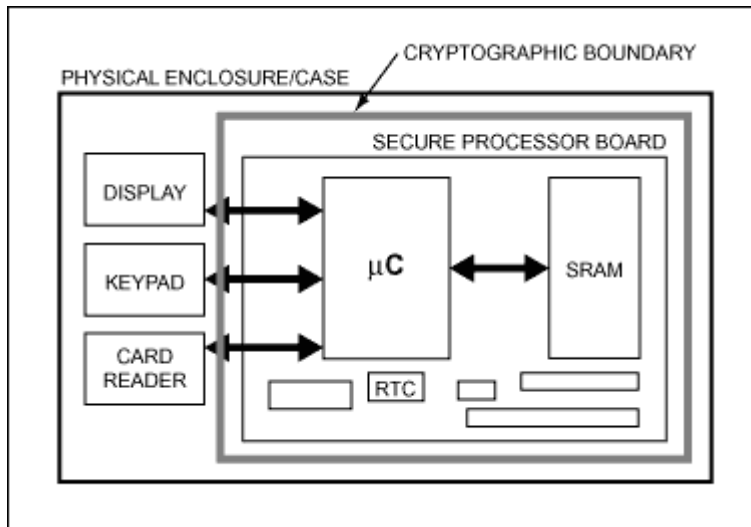 CRYPTOGRAPHIC BOUNDARY
PHYSICAL ENCLOSURE/CASE
SECURE PROCESSOR BOARD
DISPLAY
KEYPAD
CARD
READER
μC
SRAM
RTC